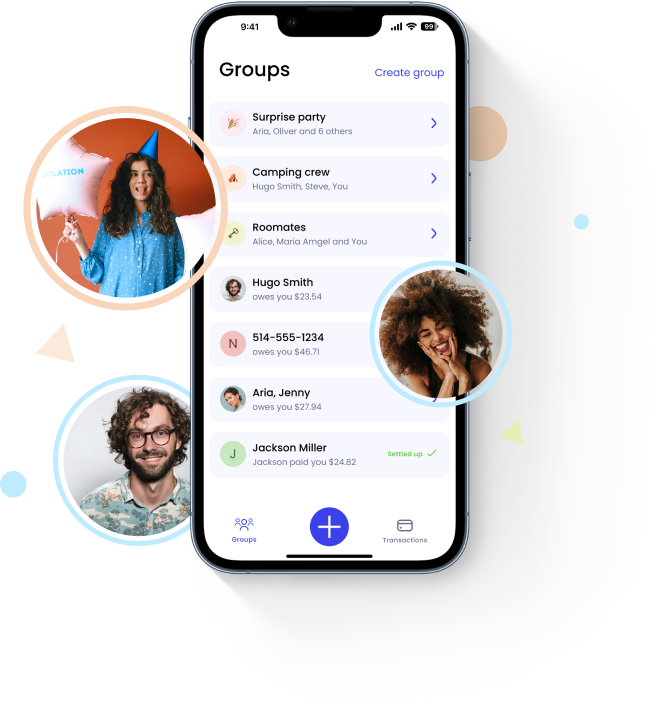 9:41
99
Groups
Create group
Surprise party
Aria, Oliver and 6 others
Camping crew
Hugo Smith, Steve, You
Roomates
Alice, Maria Amgel and You
Hugo Smith
owes you $23.54
N
514-555-1234
owes you $46.71
Aria, Jenny
owes you $27.94
J
Jackson Miller
Jackson paid you $24.82
Settled up
Groups
Transactions